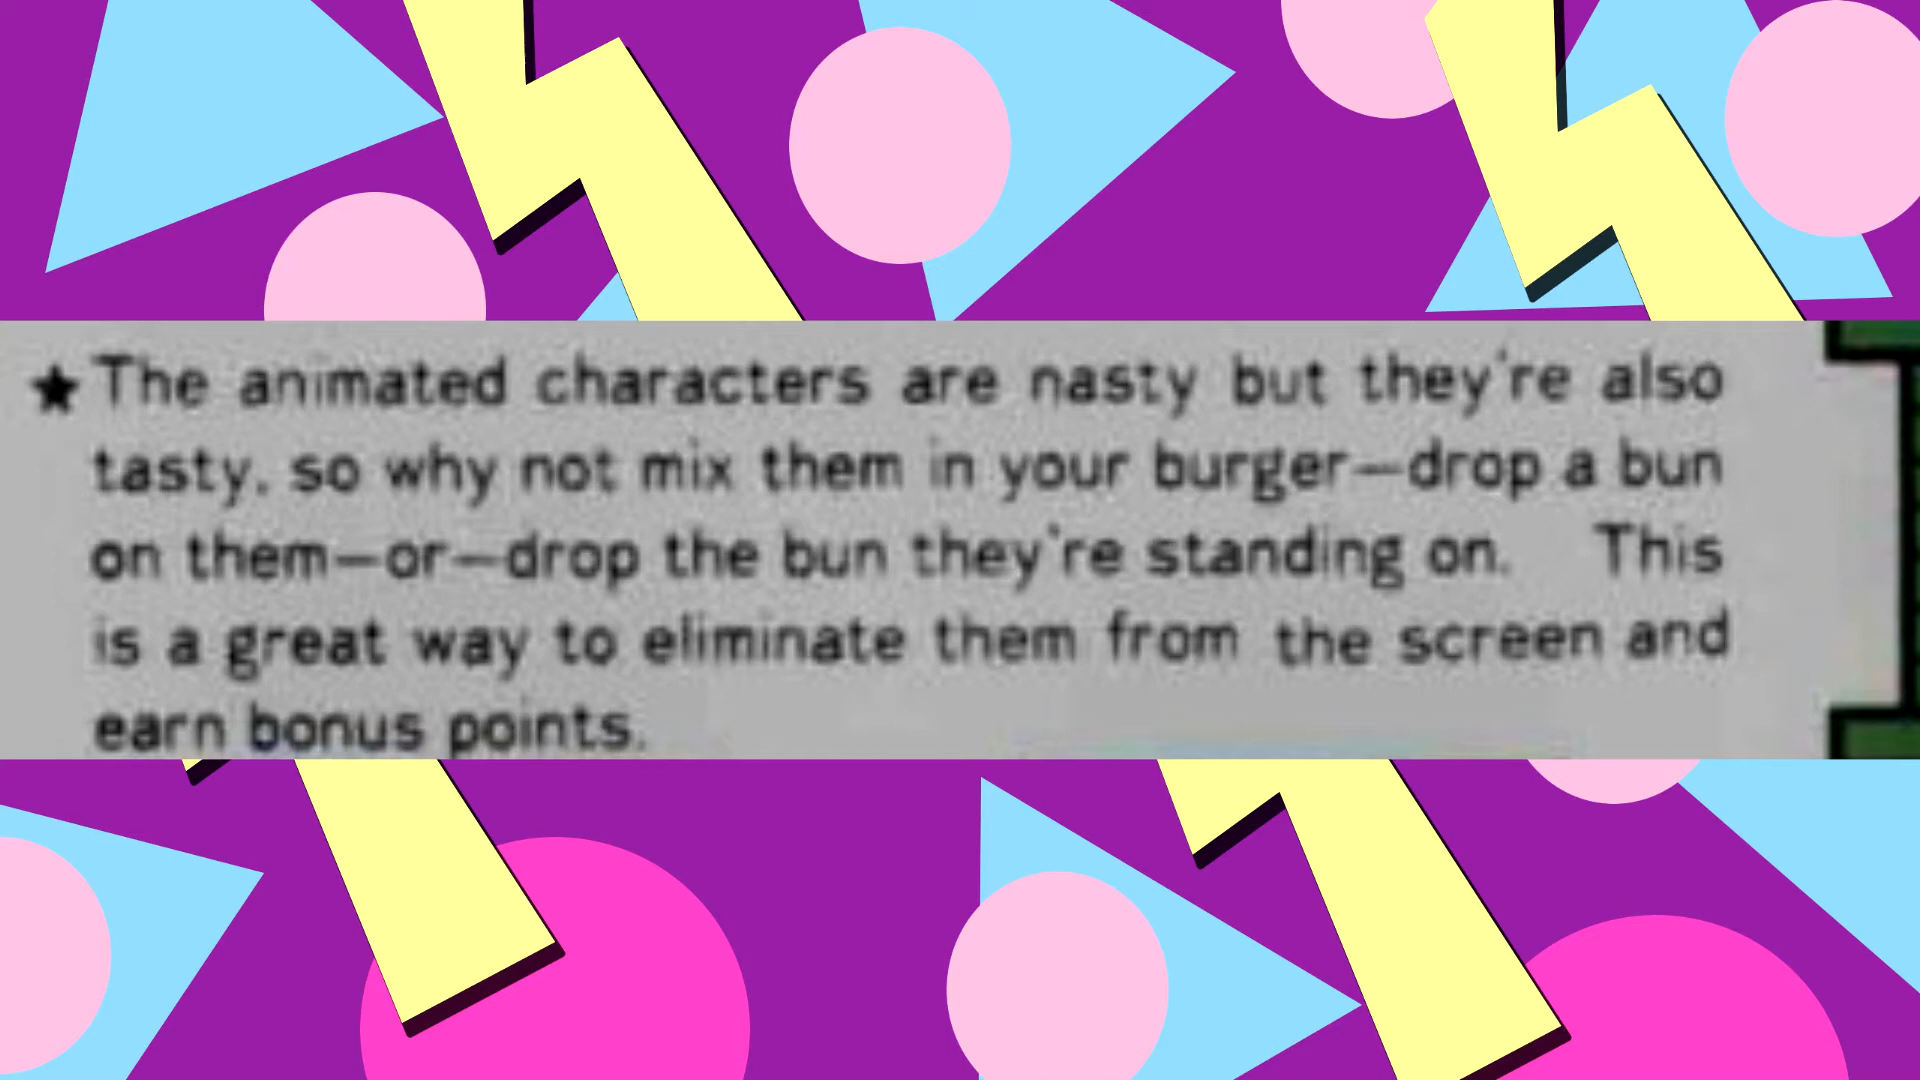 ★The animated characters are nasty but they're also
tasty, so why not mix them in your burger—drop a bun
on them—or—drop the bun they're standing on. This
is a great way to eliminate them from the screen and
earn bonus points.